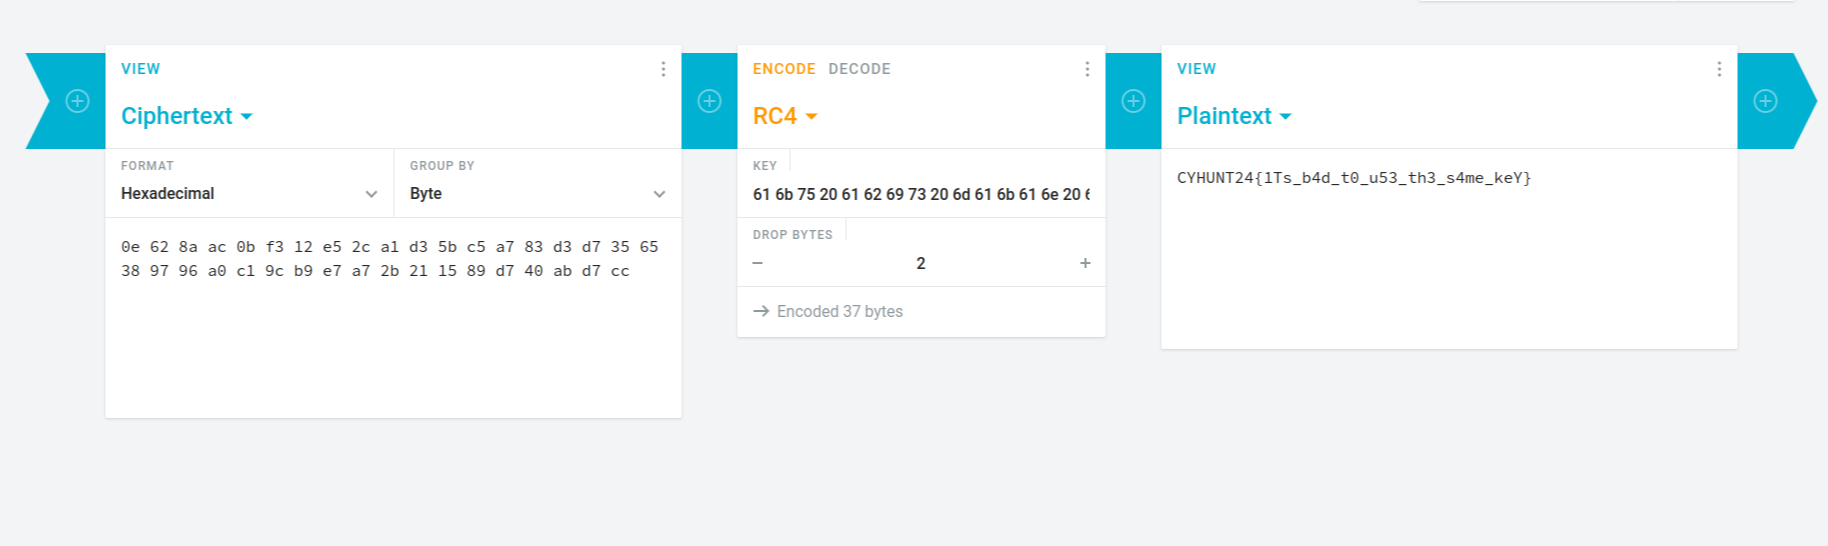 VIEW
Ciphertext
FORMAT
Hexadecimal
GROUP BY
Byte
0e 62 8a ac 0b f3 12 e5 2c a1 d3 5b c5 a7 83 d3 d7 35 65
38 97 96 a0 c1 9c b9 e7 a7 2b 21 15 89 d7 40 ab d7 cc
ENCODE DECODE
RC4
KEY
61 6b 75 20 61 62 69 73 20 6d 61 6b 61 6e 20
DROP BYTES
− 2 +
→ Encoded 37 bytes
VIEW
Plaintext
CYHUNT24{1Ts_b4d_t0_u53_th3_s4me_keY}